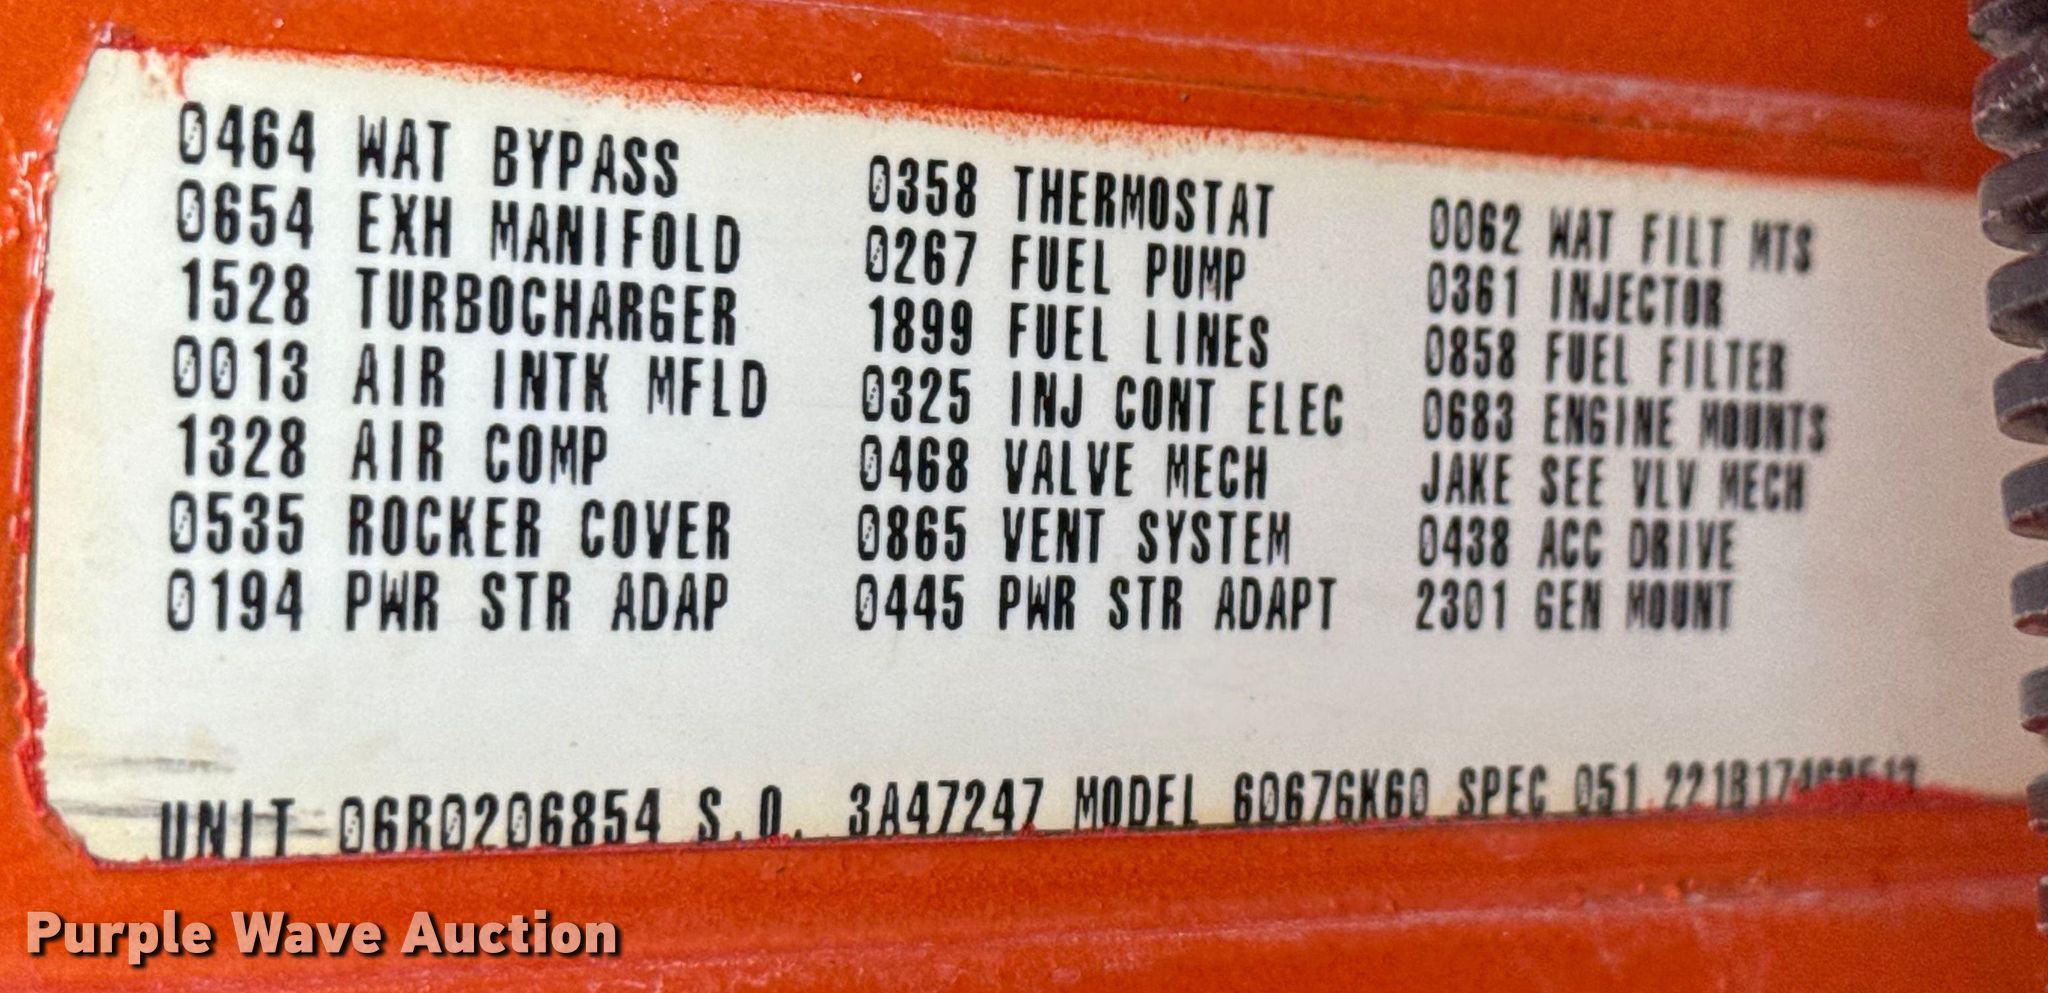 0464 WAT BYPASS
0654 EXH MANIFOLD
1528 TURBOCHARGER
0013 AIR INTK MFLD
1328 AIR COMP
0535 ROCKER COVER
0194 PWR STR ADAP
0358 THERMOSTAT
0267 FUEL PUMP
1899 FUEL LINES
0325 INJ CONT ELEC
0468 VALVE MECH
0865 VENT SYSTEM
0445 PWR STR ADAPT
0062 WAT FILT MTS
0361 INJECTOR
0858 FUEL FILTER
0683 ENGINE MOUNTS
JAKE SEE VLV MECH
0438 ACC DRIVE
2301 GEN MOUNT
UNIT 06R0206854 S.O. 3A47247 MODEL 6067GK60 SPEC 051
Purple Wave Auction